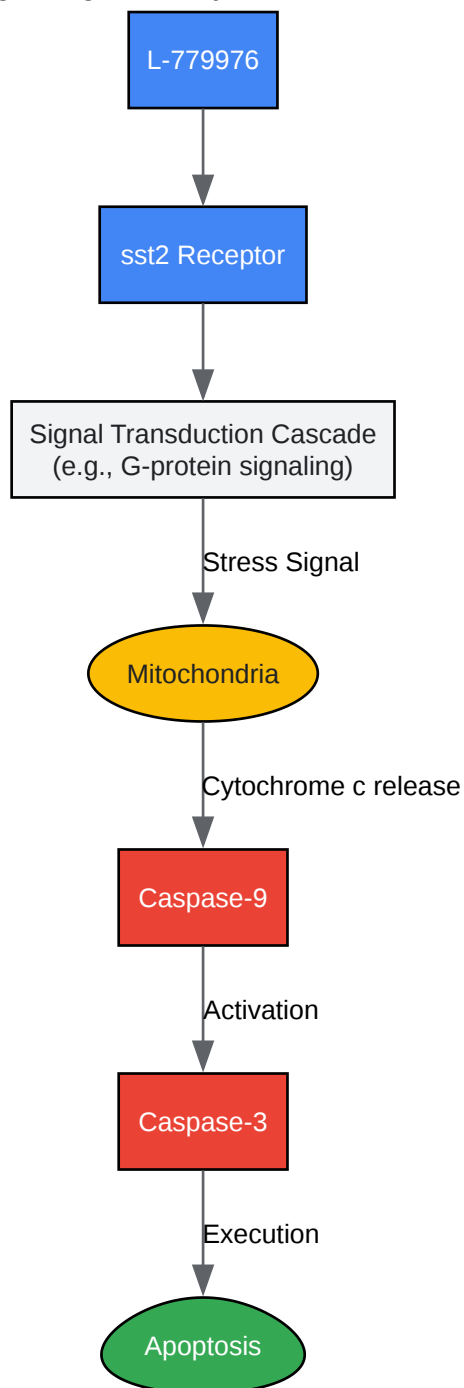 L-779976
sst2 Receptor
Signal Transduction Cascade
(e.g., G-protein signaling)
Stress Signal
Mitochondria
Cytochrome c release
Caspase-9
Activation
Caspase-3
Execution
Apoptosis